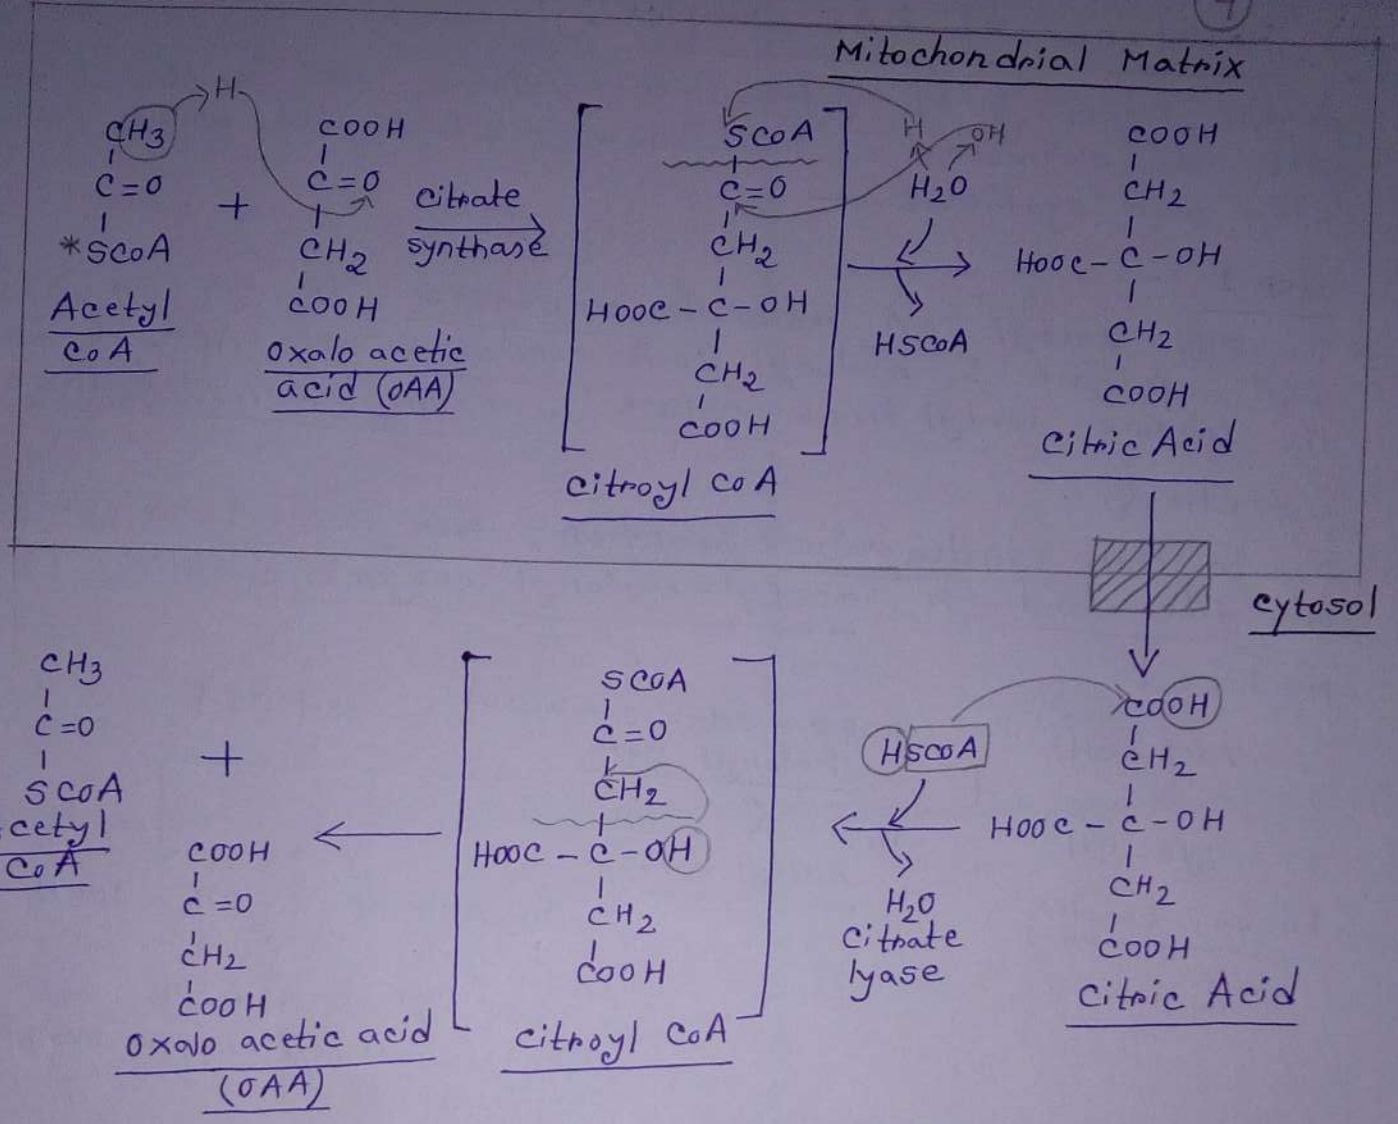 4
Mitochondrial Matrix
H
CH3
C=O
*SCOA
Acetyl
COA
+
COOH
C=O
CH2
COOH
Oxalo acetic
acid (OAA)
Citrate
synthase
SCOA
C=O
CH2
HOOC-C-OH
CH2
COOH
Citroyl COA
H OH
H2O
HSCOA
COOH
CH2
HOOC-C-OH
CH2
COOH
Citric Acid
Cytosol
COOH
CH2
HOOC-C-OH
CH2
COOH
Citric Acid
HSCOA
H2O
Citrate
lyase
SCOA
C=O
CH2
HOOC-C-OH
CH2
COOH
Citroyl COA
CH3
C=O
SCOA
cetyl
COA
+
COOH
C=O
CH2
COOH
Oxalo acetic acid
(OAA)